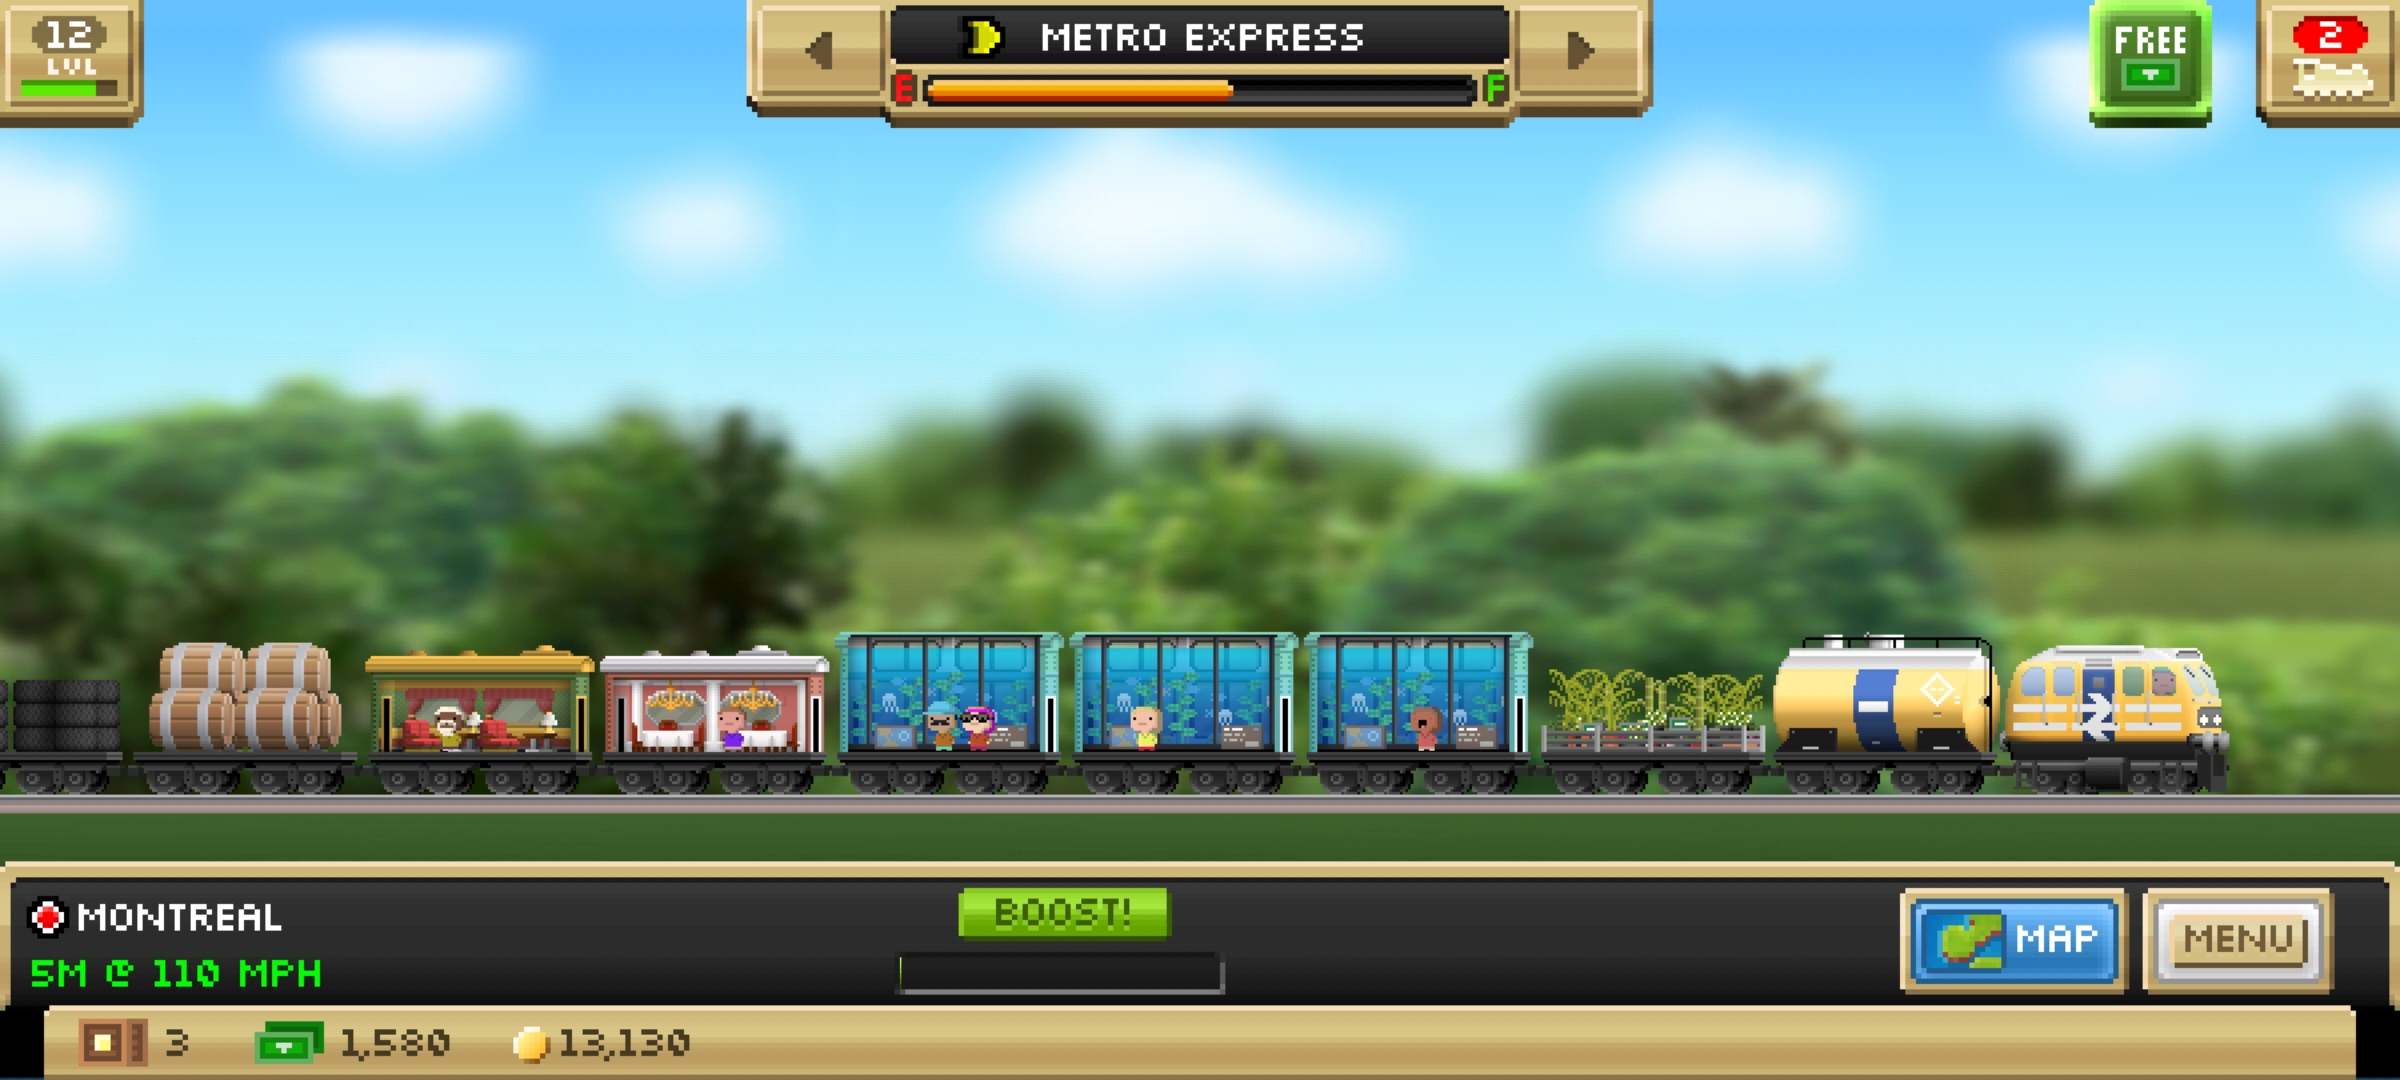 12
LVL
METRO EXPRESS
E F
FREE
2
MONTREAL
5M @ 110 MPH
BOOST!
MAP
MENU
3
1,580
13,130